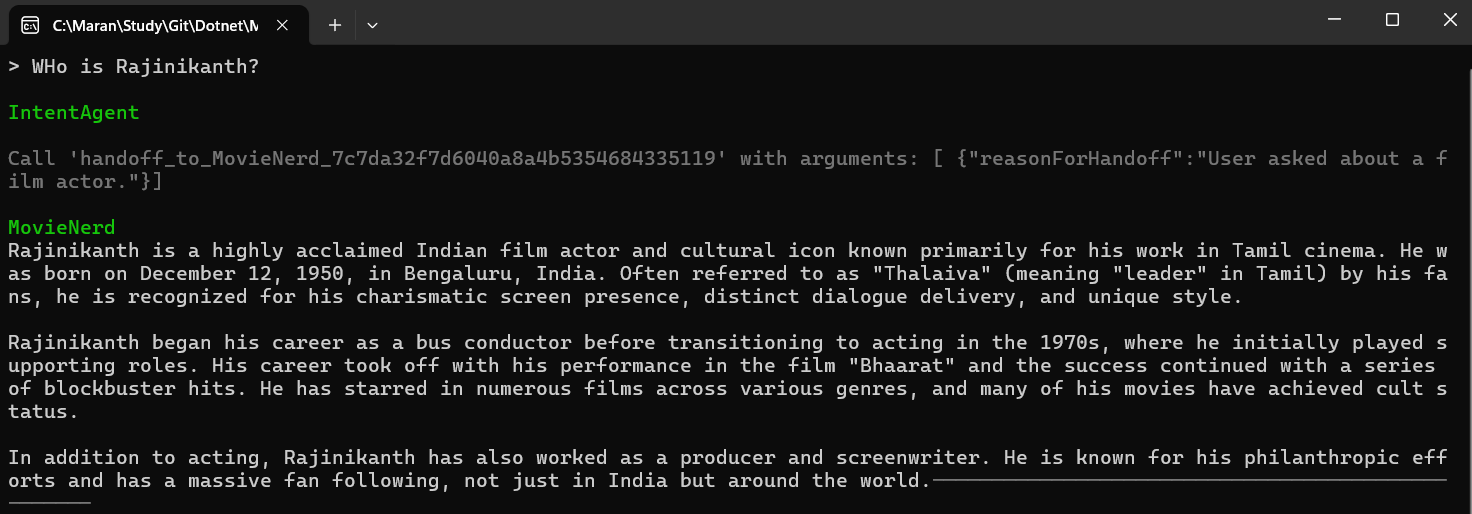 C:\Maran\Study\Git\Dotnet\M
> WHo is Rajinikanth?
IntentAgent
Call 'handoff_to_MovieNerd_7c7da32f7d6040a8a4b5354684335119' with arguments: [ {"reasonForHandoff":"User asked about a f
ilm actor."}]
MovieNerd
Rajinikanth is a highly acclaimed Indian film actor and cultural icon known primarily for his work in Tamil cinema. He w
as born on December 12, 1950, in Bengaluru, India. Often referred to as "Thalaiva" (meaning "leader" in Tamil) by his fa
ns, he is recognized for his charismatic screen presence, distinct dialogue delivery, and unique style.
Rajinikanth began his career as a bus conductor before transitioning to acting in the 1970s, where he initially played s
upporting roles. His career took off with his performance in the film "Bhaarat" and the success continued with a series
of blockbuster hits. He has starred in numerous films across various genres, and many of his movies have achieved cult s
tatus.
In addition to acting, Rajinikanth has also worked as a producer and screenwriter. He is known for his philanthropic eff
orts and has a massive fan following, not just in India but around the world.